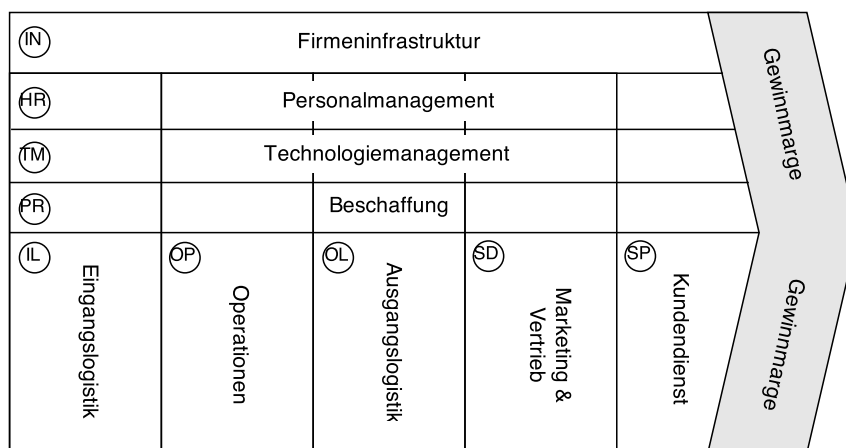 IN Firmeninfrastruktur
HR Personalmanagement
TM Technologiemanagement
PR Beschaffung
IL Eingangslogistik
OP Operationen
OL Ausgangslogistik
SD Marketing &
Vertrieb
SP Kundendienst
Gewinnmarge
Gewinnmarge